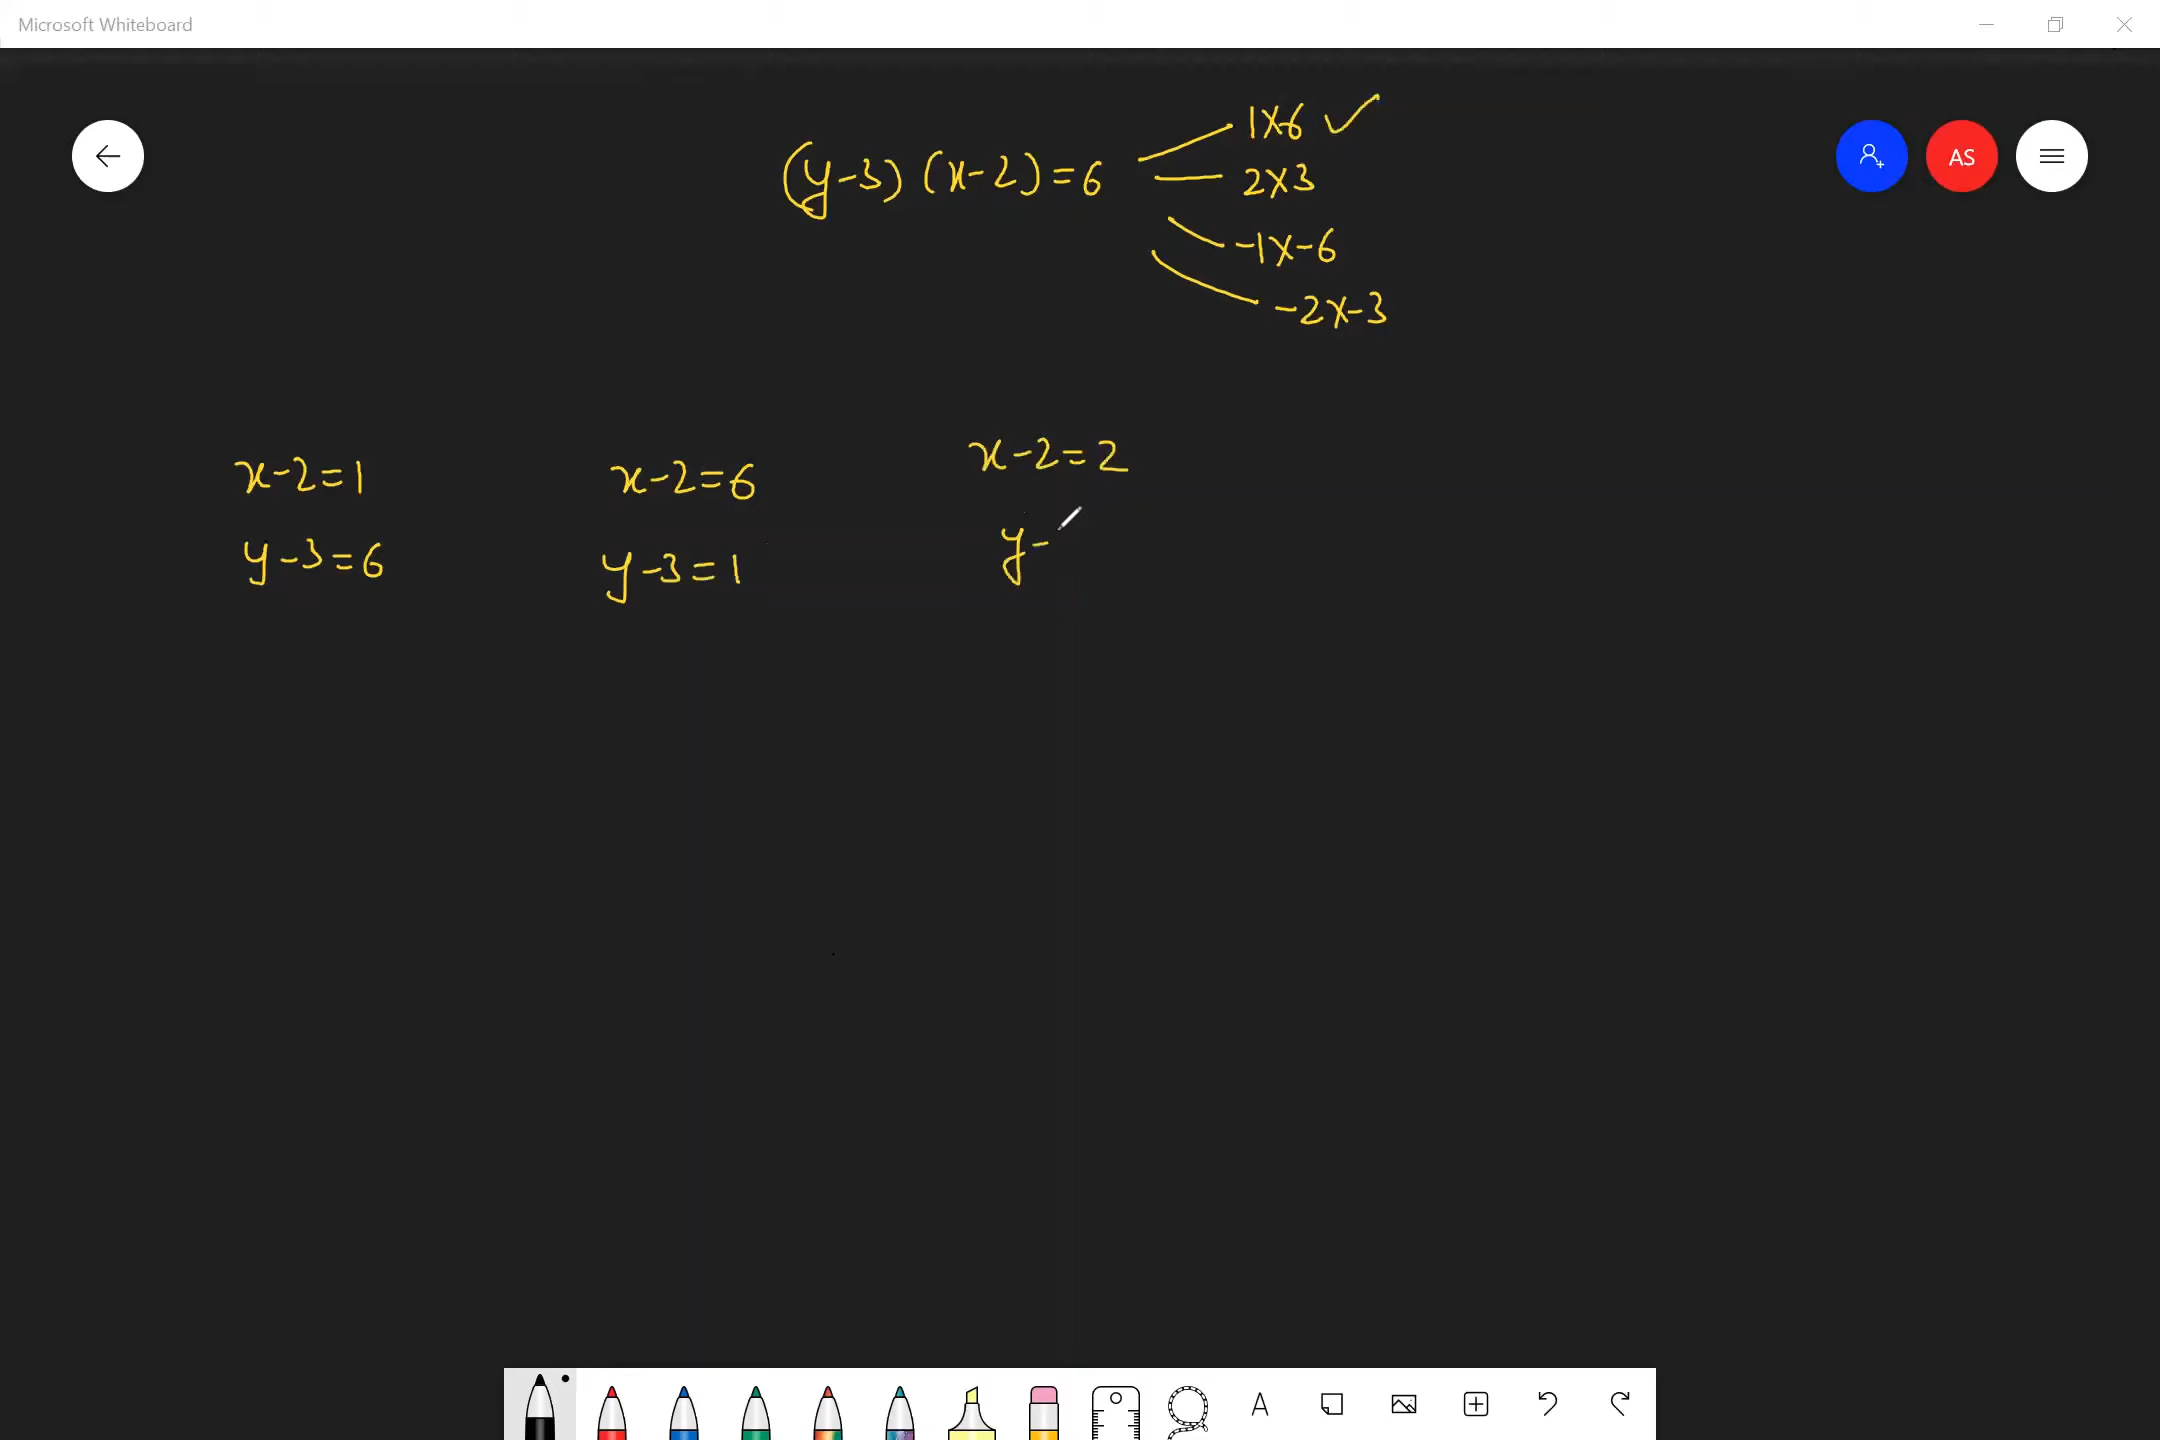 Microsoft Whiteboard
(y-3) (x-2) = 6
1x6 ✓
2x3
-1x-6
-2x-3
AS
x-2=1
y-3=6
x-2=6
y-3=1
x-2=2
y-
A